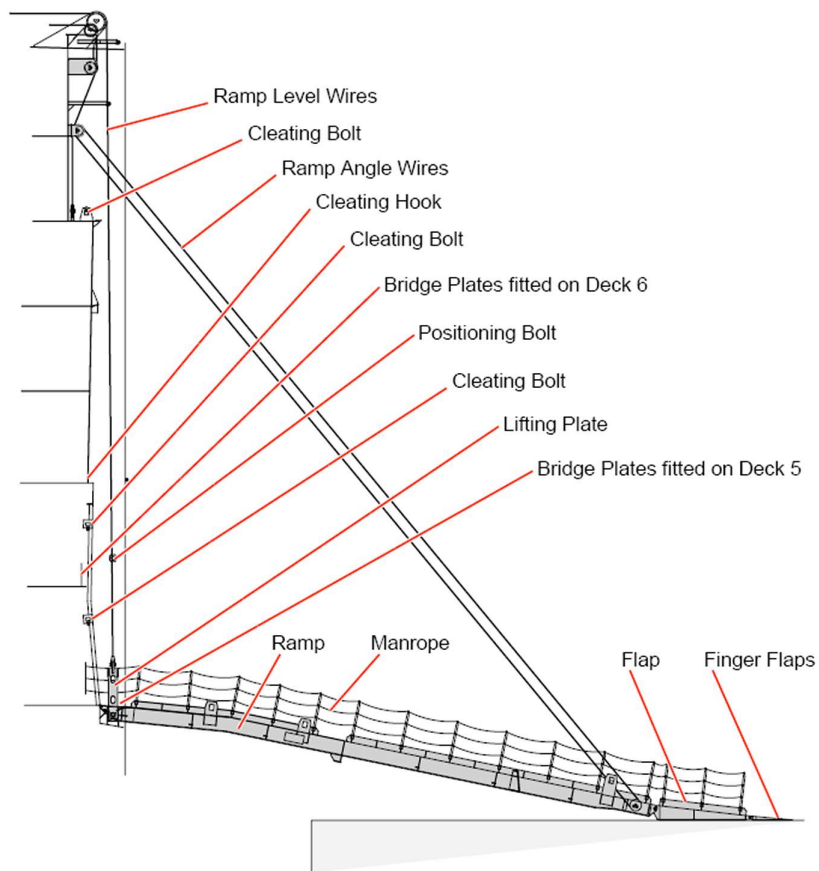 Ramp Level Wires
Cleating Bolt
Ramp Angle Wires
Cleating Hook
Cleating Bolt
Bridge Plates fitted on Deck 6
Positioning Bolt
Cleating Bolt
Lifting Plate
Bridge Plates fitted on Deck 5
Ramp
Manrope
Flap
Finger Flaps